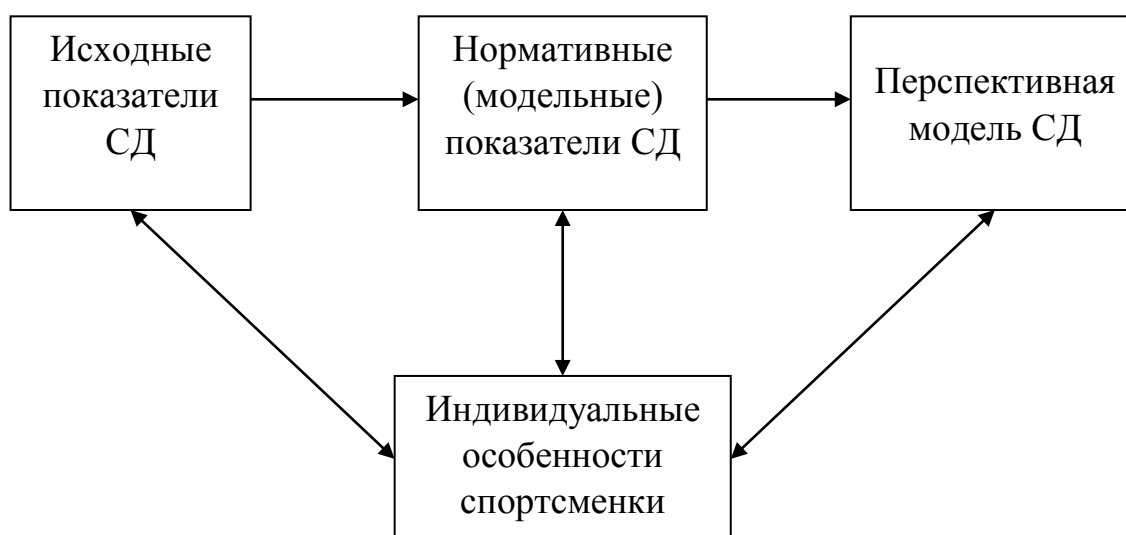 Исходные
показатели
СД
Нормативные
(модельные)
показатели СД
Перспективная
модель СД
Индивидуальные
особенности
спортсменки